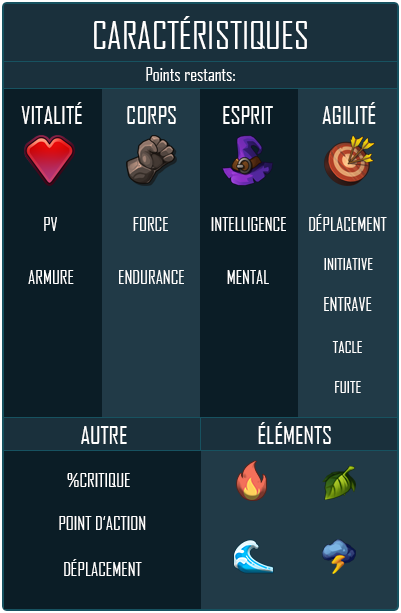 CARACTÉRISTIQUES
Points restants:
VITALITÉ
CORPS
ESPRIT
AGILITÉ
PV
FORCE
INTELLIGENCE
DÉPLACEMENT
ARMURE
ENDURANCE
MENTAL
INITIATIVE
ENTRAVE
TACLE
FUITE
AUTRE
ÉLÉMENTS
%CRITIQUE
POINT D'ACTION
DÉPLACEMENT